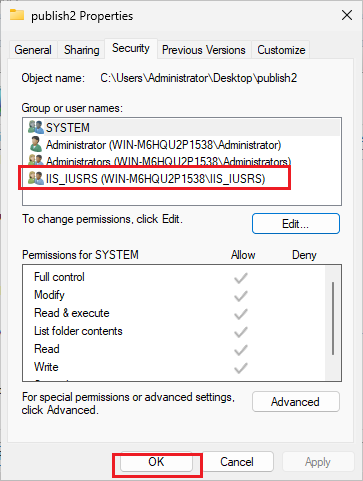 publish2 Properties
General Sharing Security Previous Versions Customize
Object name: C:\Users\Administrator\Desktop\publish2
Group or user names:
SYSTEM
Administrator (WIN-M6HQU2P1538\Administrator)
Administrators (WIN-M6HQU2P1538\Administrators)
IIS_IUSRS (WIN-M6HQU2P1538\IIS_IUSRS)
To change permissions, click Edit.
Edit...
Permissions for SYSTEM Allow Deny
Full control
Modify
Read & execute
List folder contents
Read
Write
For special permissions or advanced settings,
click Advanced.
Advanced
OK Cancel Apply